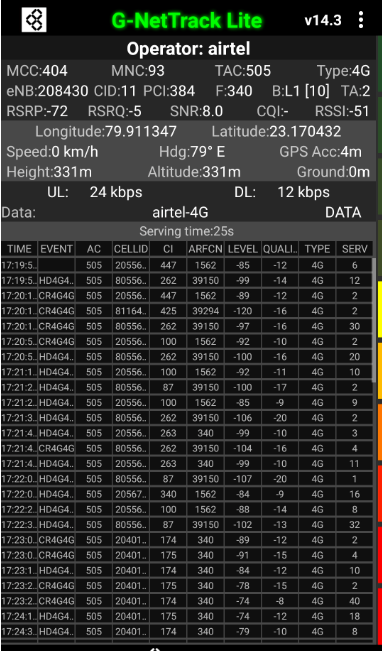 G-NetTrack Lite v14.3
Operator: airtel
MCC:404 MNC:93 TAC:505 Type:4G
eNB:208430 CID:11 PCI:384 F:340 B:L1 [10] TA:2
RSRP:-72 RSRQ:-5 SNR:8.0 CQI:- RSSI:-51
Longitude:79.911347 Latitude:23.170432
Speed:0 km/h Hdg:79° E GPS Acc:4m
Height:331m Altitude:331m Ground:0m
UL: 24 kbps DL: 12 kbps
Data: airtel-4G DATA
Serving time:25s
TIME EVENT AC CELLID CI ARFCN LEVEL QUALI.. TYPE SERV
17:19:5.. 505 20556.. 447 1562 -85 -12 4G 6
17:19:5.. HD4G4.. 505 80556.. 262 39150 -99 -14 4G 12
17:20:1.. CR4G4G 505 20556.. 447 1562 -89 -12 4G 2
17:20:1.. CR4G4G 505 81164.. 425 39294 -120 -16 4G 2
17:20:1.. CR4G4G 505 80556.. 262 39150 -97 -16 4G 30
17:20:5.. CR4G4G 505 20556.. 100 1562 -92 -10 4G 2
17:20:5.. HD4G4.. 505 80556.. 262 39150 -100 -16 4G 20
17:21:1.. HD4G4.. 505 20556.. 100 1562 -92 -11 4G 10
17:21:2.. HD4G4.. 505 80556.. 87 39150 -100 -17 4G 2
17:21:2.. HD4G4.. 505 20556.. 100 1562 -85 -9 4G 9
17:21:3.. HD4G4.. 505 80556.. 262 39150 -106 -20 4G 2
17:21:4.. HD4G4.. 505 20556.. 263 340 -99 -10 4G 3
17:21:4.. CR4G4G 505 80556.. 262 39150 -104 -16 4G 4
17:21:4.. HD4G4.. 505 20556.. 263 340 -99 -10 4G 11
17:22:0.. HD4G4.. 505 80556.. 87 39150 -107 -20 4G 1
17:22:0.. HD4G4.. 505 20567.. 340 1562 -84 -9 4G 16
17:22:2.. HD4G4.. 505 20556.. 100 1562 -88 -14 4G 8
17:22:3.. HD4G4.. 505 80556.. 87 39150 -102 -13 4G 32
17:23:0.. CR4G4G 505 20401.. 174 340 -89 -12 4G 2
17:23:0.. CR4G4G 505 20401.. 175 340 -91 -15 4G 4
17:23:1.. HD4G4.. 505 20401.. 174 340 -84 -12 4G 10
17:23:2.. CR4G4G 505 20401.. 175 340 -78 -15 4G 2
17:23:2.. CR4G4G 505 20401.. 174 340 -74 -8 4G 40
17:24:1.. HD4G4.. 505 20401.. 175 340 -74 -12 4G 18
17:24:3.. HD4G4.. 505 20401.. 174 340 -79 -10 4G 8